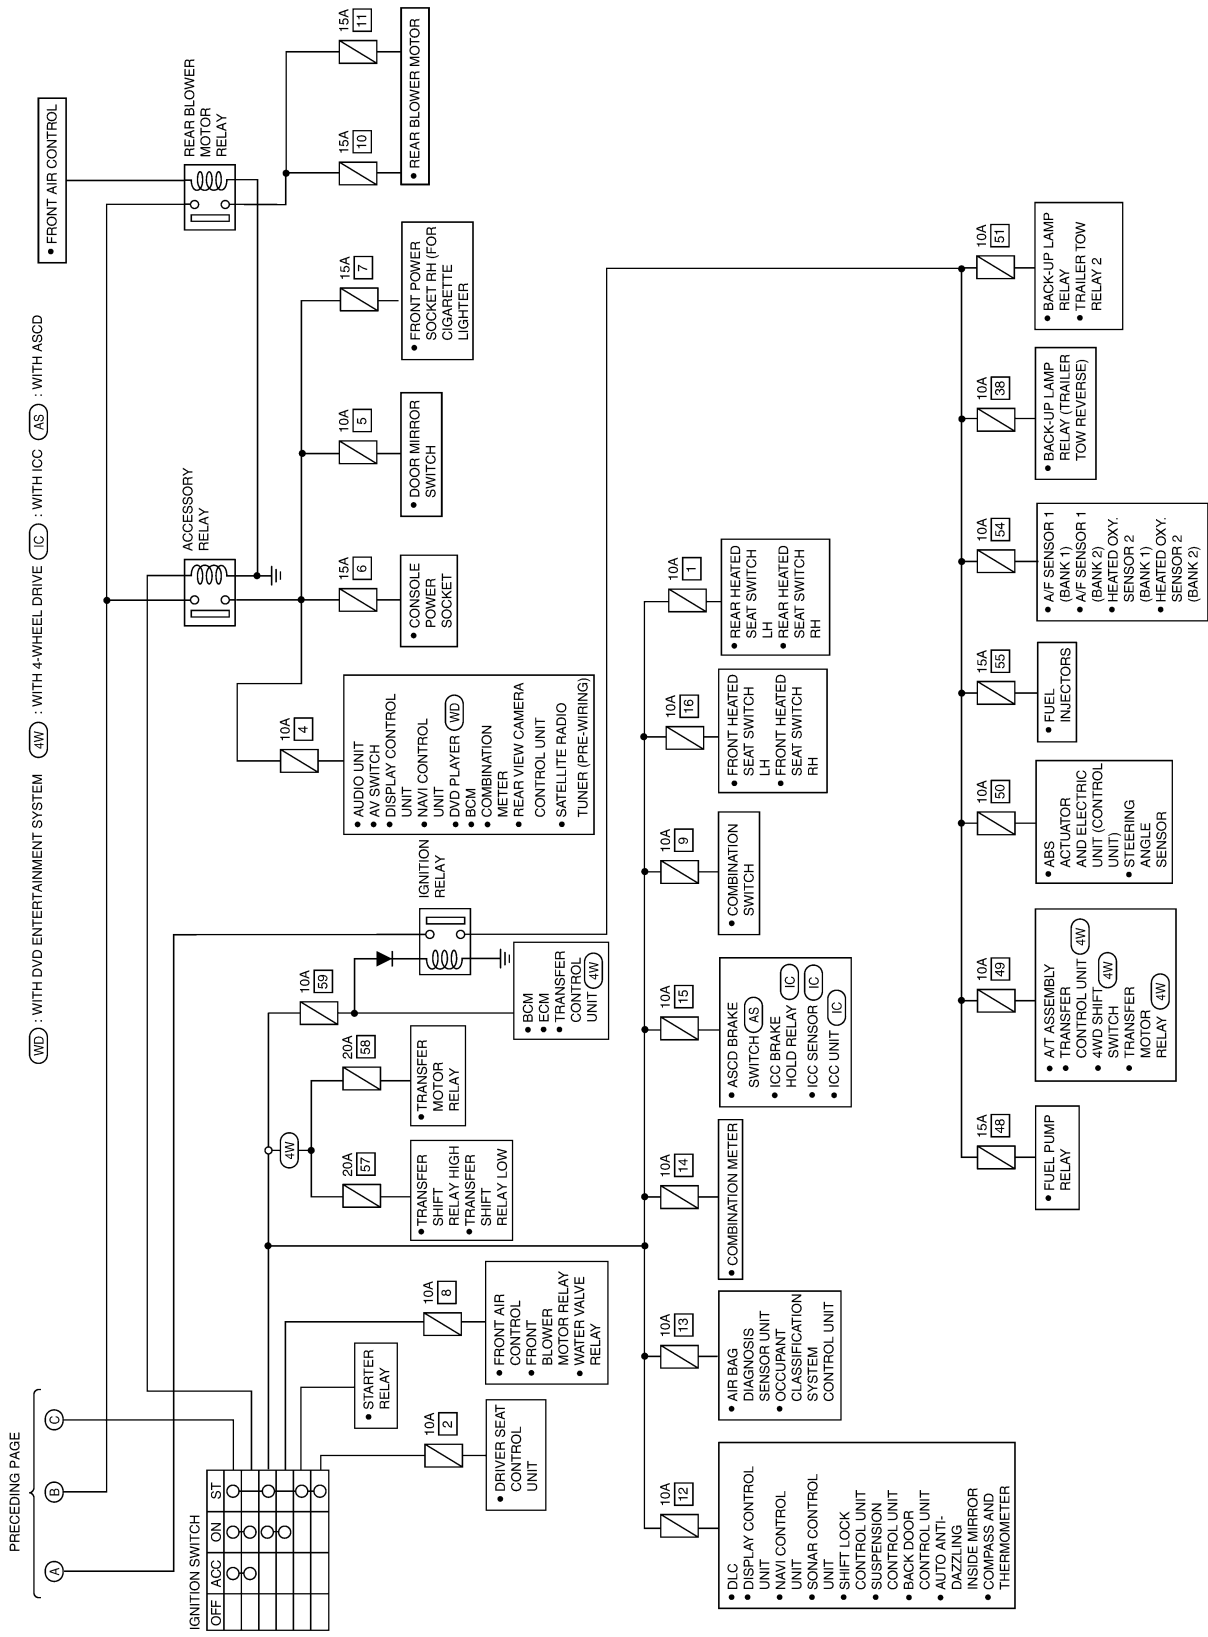 PRECEDING PAGE
A
B
C
IGNITION SWITCH
OFF
ACC
ON
ST
WD : WITH DVD ENTERTAINMENT SYSTEM
4W : WITH 4-WHEEL DRIVE
IC : WITH ICC
AS : WITH ASCD
• FRONT AIR CONTROL
ACCESSORY
RELAY
REAR BLOWER
MOTOR
RELAY
10A
4
• AUDIO UNIT
• AV SWITCH
• DISPLAY CONTROL
UNIT
• NAVI CONTROL
UNIT
• DVD PLAYER WD
• BCM
• COMBINATION
METER
• REAR VIEW CAMERA
CONTROL UNIT
• SATELLITE RADIO
TUNER (PRE-WIRING)
15A
6
• CONSOLE
POWER
SOCKET
10A
5
• DOOR MIRROR
SWITCH
15A
7
• FRONT POWER
SOCKET RH (FOR
CIGARETTE
LIGHTER
15A
10
15A
11
• REAR BLOWER MOTOR
10A
2
• DRIVER SEAT
CONTROL
UNIT
• STARTER
RELAY
10A
8
• FRONT AIR
CONTROL
• FRONT
BLOWER
MOTOR RELAY
• WATER VALVE
RELAY
4W
20A
57
• TRANSFER
SHIFT
RELAY HIGH
• TRANSFER
SHIFT
RELAY LOW
20A
58
• TRANSFER
MOTOR
RELAY
10A
59
• BCM
• ECM
• TRANSFER
CONTROL
UNIT 4W
IGNITION
RELAY
10A
12
• DLC
• DISPLAY CONTROL
UNIT
• NAVI CONTROL
UNIT
• SONAR CONTROL
UNIT
• SHIFT LOCK
CONTROL UNIT
• SUSPENSION
CONTROL UNIT
• BACK DOOR
CONTROL UNIT
• AUTO ANTI-
DAZZLING
INSIDE MIRROR
• COMPASS AND
THERMOMETER
10A
13
• AIR BAG
DIAGNOSIS
SENSOR UNIT
• OCCUPANT
CLASSIFICATION
SYSTEM
CONTROL UNIT
10A
14
• COMBINATION METER
10A
15
• ASCD BRAKE
SWITCH AS
• ICC BRAKE
HOLD RELAY IC
• ICC SENSOR IC
• ICC UNIT IC
10A
9
• COMBINATION
SWITCH
10A
16
• FRONT HEATED
SEAT SWITCH
LH
• FRONT HEATED
SEAT SWITCH
RH
10A
1
• REAR HEATED
SEAT SWITCH
LH
• REAR HEATED
SEAT SWITCH
RH
15A
48
• FUEL PUMP
RELAY
10A
49
• A/T ASSEMBLY
• TRANSFER
CONTROL UNIT 4W
• 4WD SHIFT
SWITCH 4W
• TRANSFER
MOTOR
RELAY 4W
10A
50
• ABS
ACTUATOR
AND ELECTRIC
UNIT (CONTROL
UNIT)
• STEERING
ANGLE
SENSOR
15A
55
• FUEL
INJECTORS
10A
54
• A/F SENSOR 1
(BANK 1)
• A/F SENSOR 1
(BANK 2)
• HEATED OXY.
SENSOR 2
(BANK 1)
• HEATED OXY.
SENSOR 2
(BANK 2)
10A
38
• BACK-UP LAMP
RELAY (TRAILER
TOW REVERSE)
10A
51
• BACK-UP LAMP
RELAY
• TRAILER TOW
RELAY 2